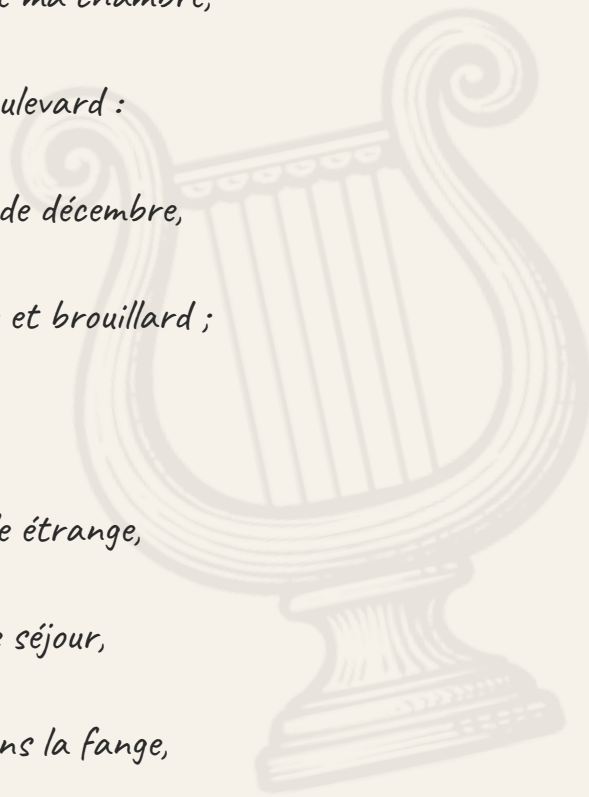 ma chambre,
ulevard :
de décembre,
et brouillard ;
étrange,
séjour,
ns la fange,